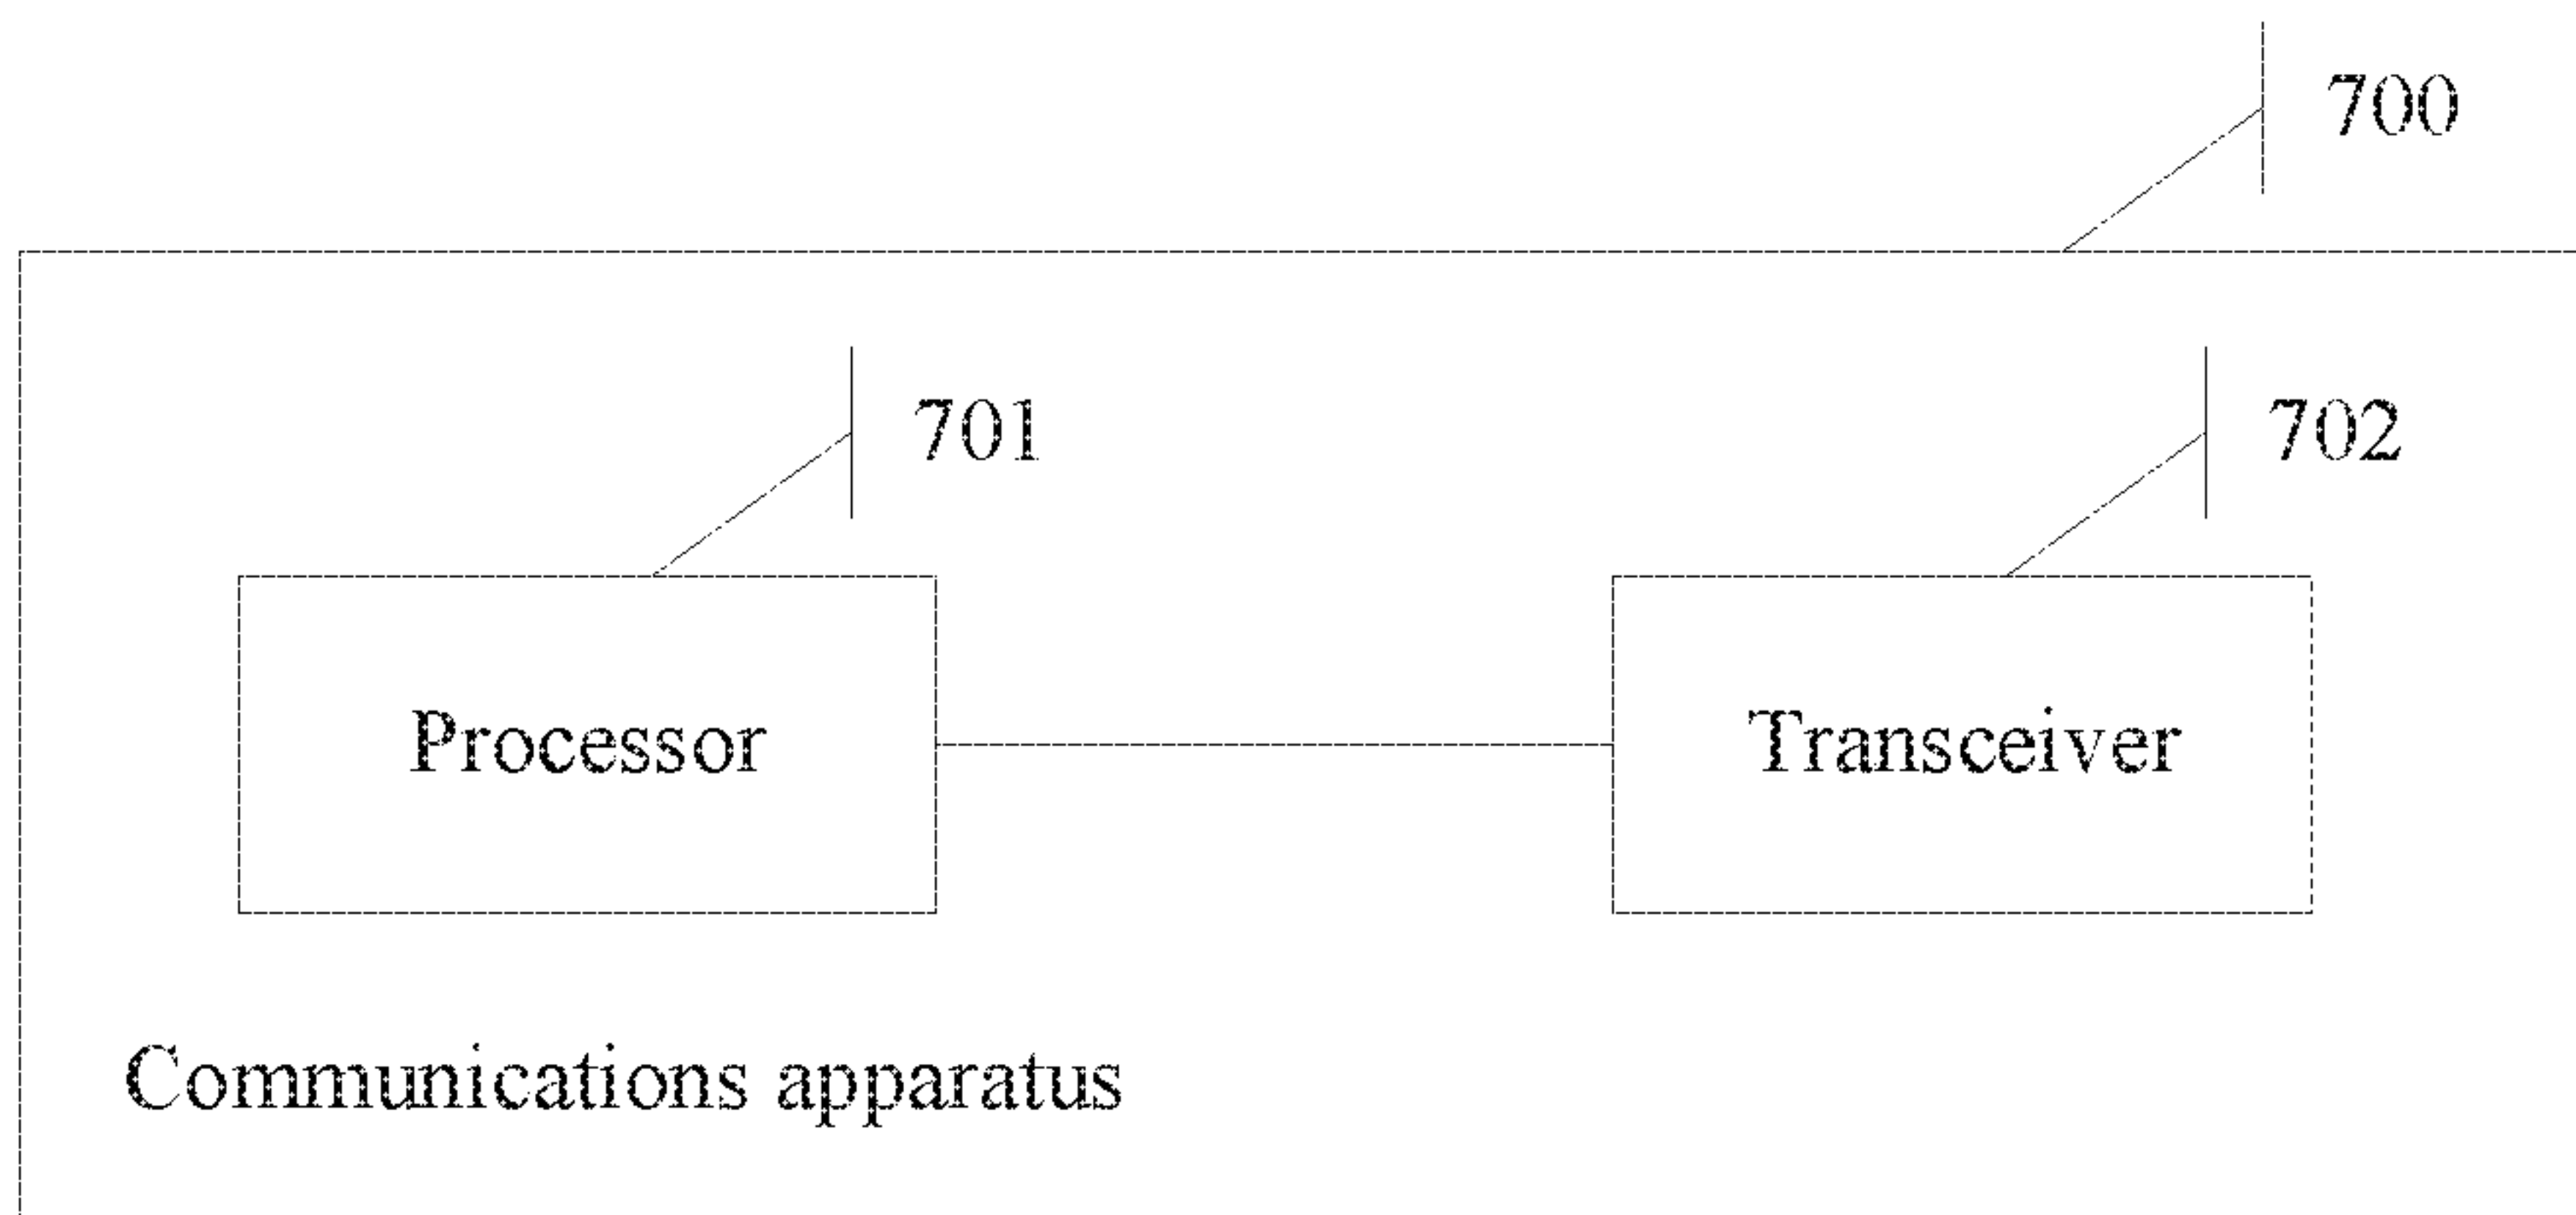 700
701
702
Processor
Transceiver
Communications apparatus